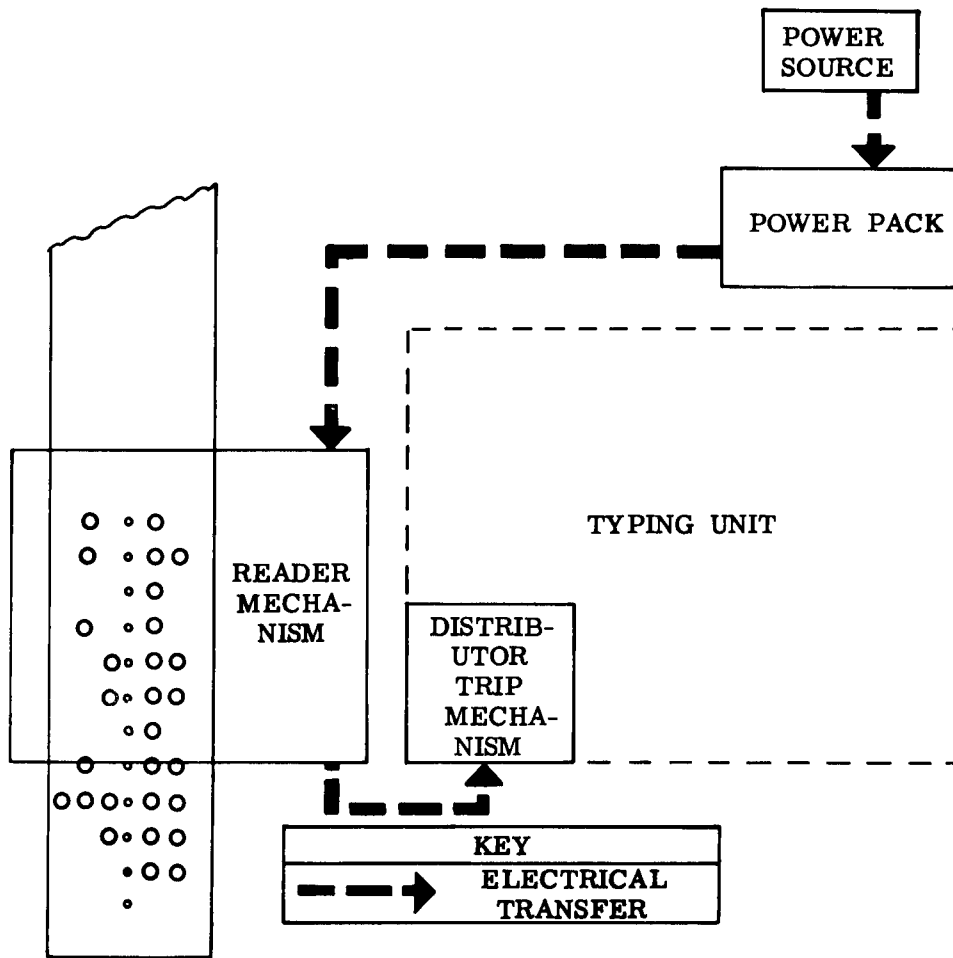 POWER
SOURCE
POWER PACK
TYPING UNIT
READER
MECHA-
NISM
DISTRIB-
UTOR
TRIP
MECHA-
NISM
KEY
ELECTRICAL
TRANSFER